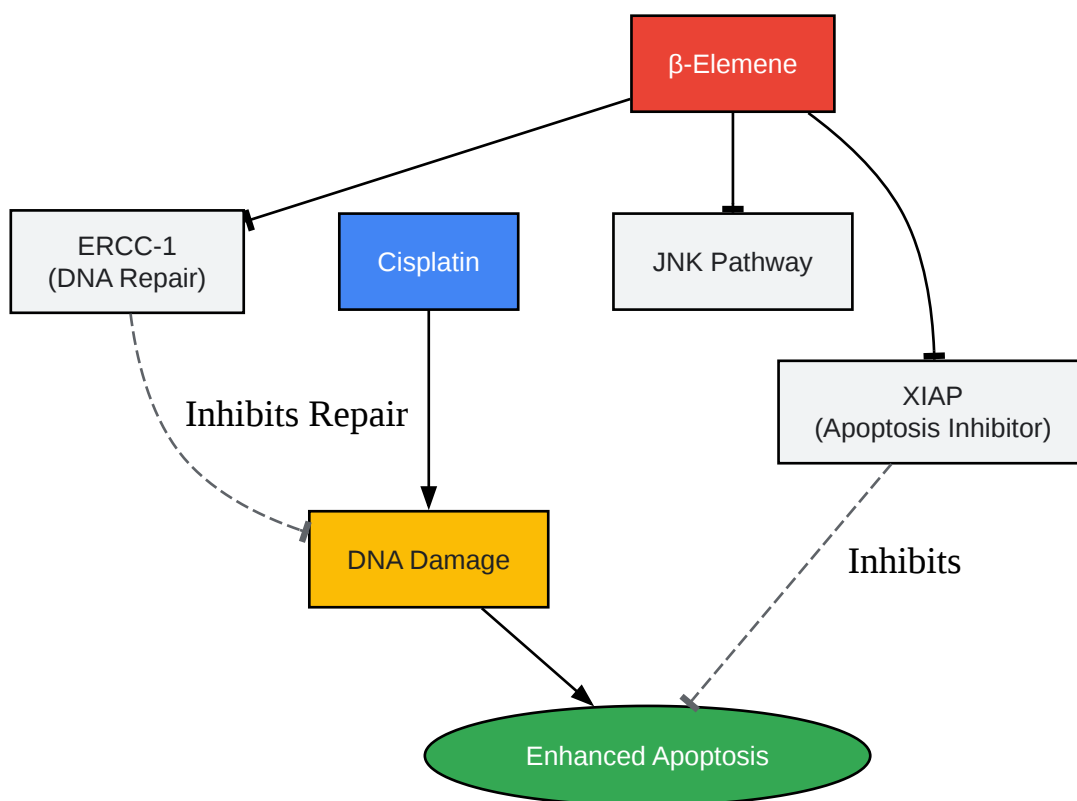 β-Elemene
ERCC-1
(DNA Repair)
Cisplatin
JNK Pathway
XIAP
(Apoptosis Inhibitor)
Inhibits Repair
DNA Damage
Inhibits
Enhanced Apoptosis